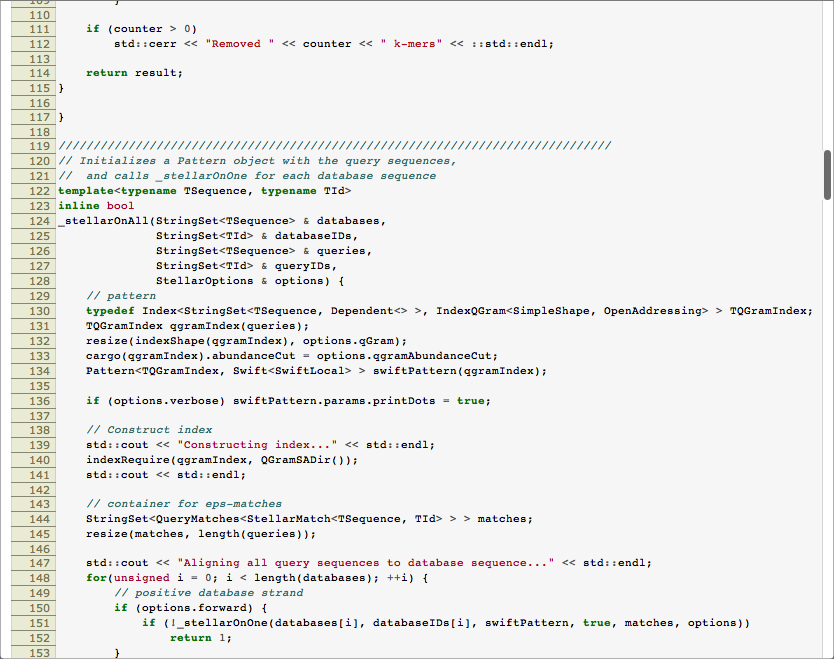 109 }
110
111     if (counter > 0)
112         std::cerr << "Removed " << counter << " k-mers" << ::std::endl;
113
114     return result;
115 }
116
117 }
118
119 ///////////////////////////////////////////////////////////////////////////////
120 // Initializes a Pattern object with the query sequences,
121 //  and calls _stellarOnOne for each database sequence
122 template<typename TSequence, typename TId>
123 inline bool
124 _stellarOnAll(StringSet<TSequence> & databases,
125               StringSet<TId> & databaseIDs,
126               StringSet<TSequence> & queries,
127               StringSet<TId> & queryIDs,
128               StellarOptions & options) {
129     // pattern
130     typedef Index<StringSet<TSequence, Dependent<> >, IndexQGram<SimpleShape, OpenAddressing> > TQGramIndex;
131     TQGramIndex qgramIndex(queries);
132     resize(indexShape(qgramIndex), options.qGram);
133     cargo(qgramIndex).abundanceCut = options.qgramAbundanceCut;
134     Pattern<TQGramIndex, Swift<SwiftLocal> > swiftPattern(qgramIndex);
135
136     if (options.verbose) swiftPattern.params.printDots = true;
137
138     // Construct index
139     std::cout << "Constructing index..." << std::endl;
140     indexRequire(qgramIndex, QGramSADir());
141     std::cout << std::endl;
142
143     // container for eps-matches
144     StringSet<QueryMatches<StellarMatch<TSequence, TId> > > matches;
145     resize(matches, length(queries));
146
147     std::cout << "Aligning all query sequences to database sequence..." << std::endl;
148     for(unsigned i = 0; i < length(databases); ++i) {
149         // positive database strand
150         if (options.forward) {
151             if (!_stellarOnOne(databases[i], databaseIDs[i], swiftPattern, true, matches, options))
152                 return 1;
153         }